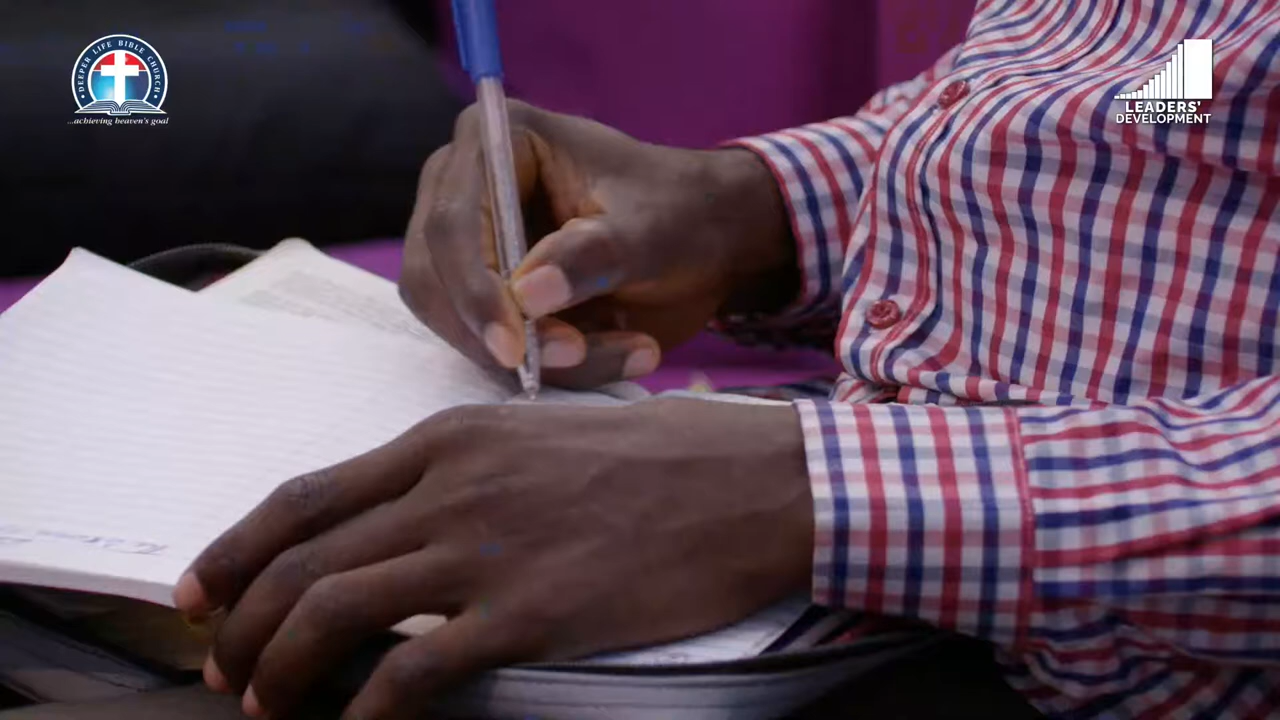 DEEPER LIFE BIBLE CHURCH
...achieving heaven's goal
LEADERS'
DEVELOPMENT